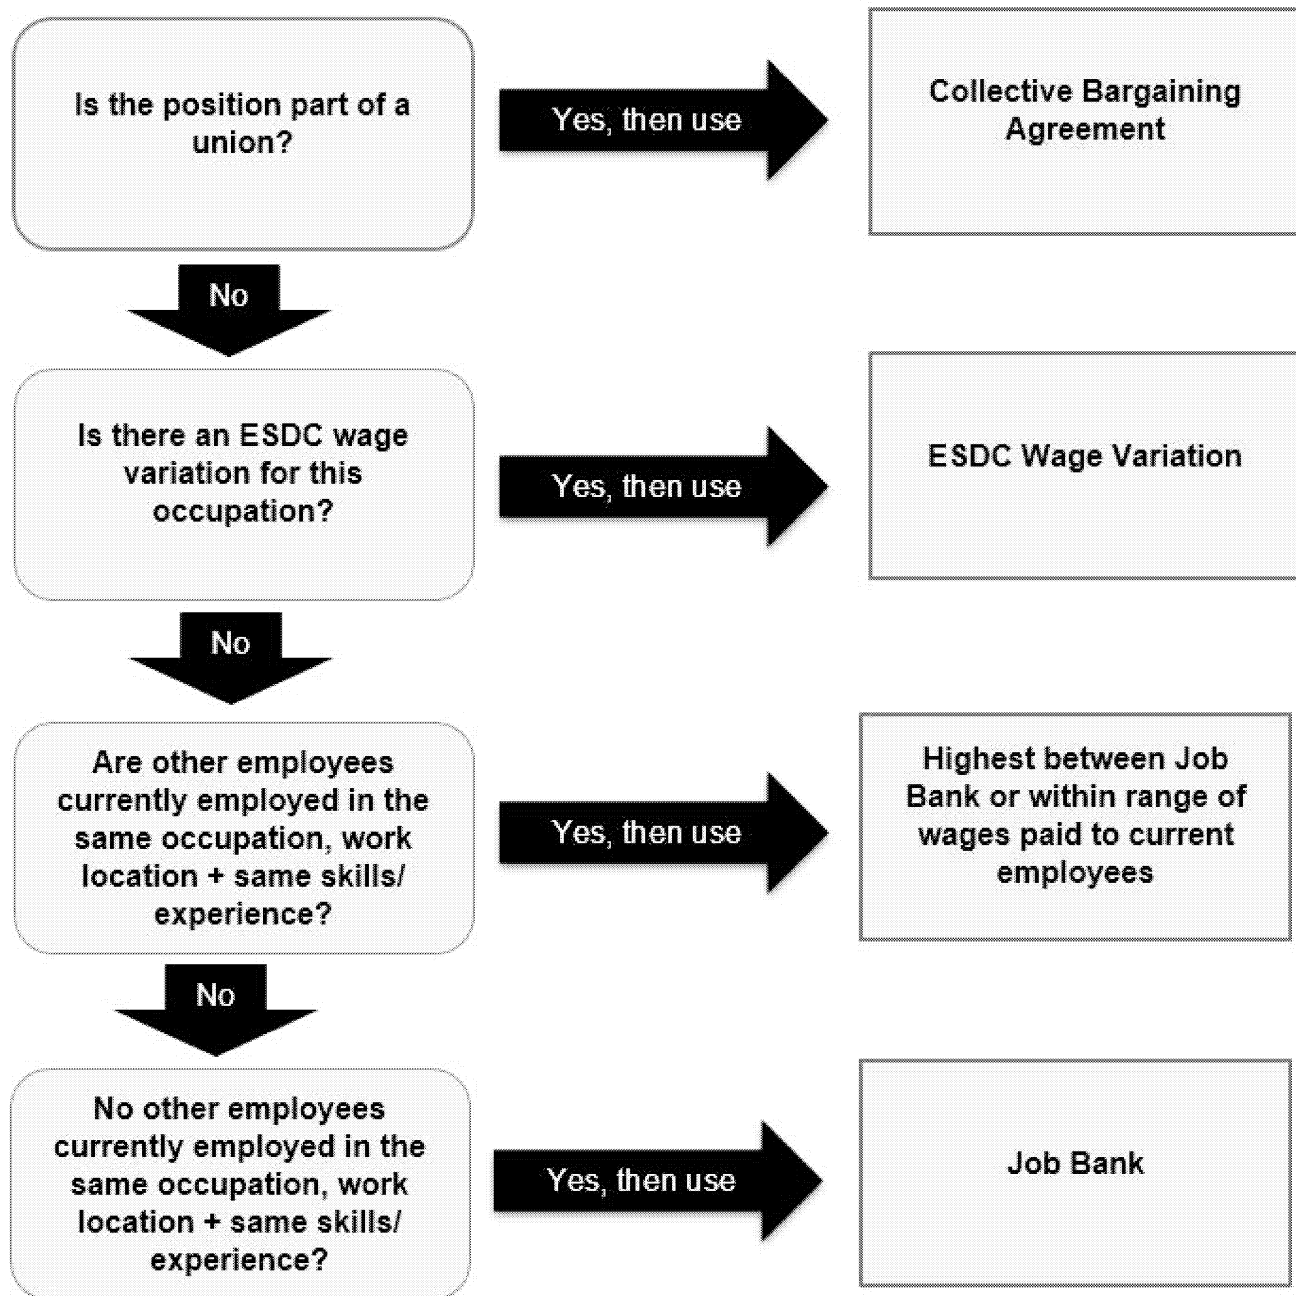 Is the position part of a
union?
Yes, then use
Collective Bargaining
Agreement
No
Is there an ESDC wage
variation for this
occupation?
Yes, then use
ESDC Wage Variation
No
Are other employees
currently employed in the
same occupation, work
location + same skills/
experience?
Yes, then use
Highest between Job
Bank or within range of
wages paid to current
employees
No
No other employees
currently employed in the
same occupation, work
location + same skills/
experience?
Yes, then use
Job Bank